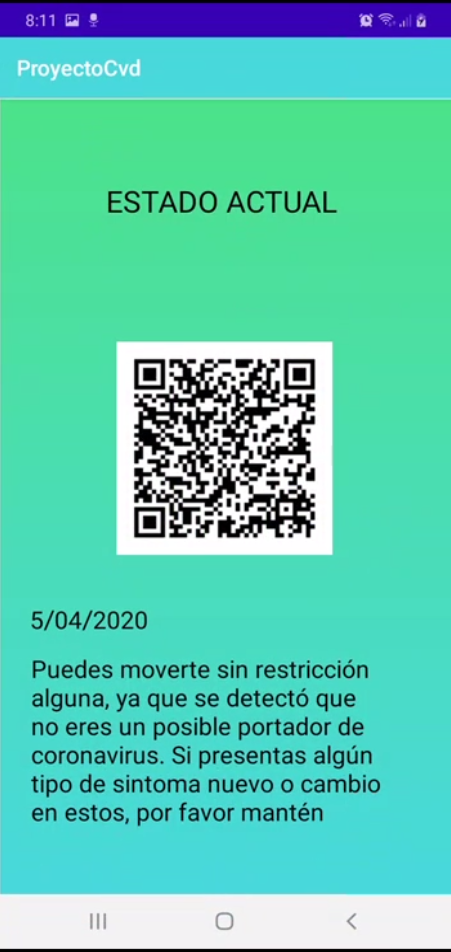 8:11
ProyectoCvd
ESTADO ACTUAL
5/04/2020
Puedes moverte sin restricción
alguna, ya que se detectó que
no eres un posible portador de
coronavirus. Si presentas algún
tipo de sintoma nuevo o cambio
en estos, por favor mantén